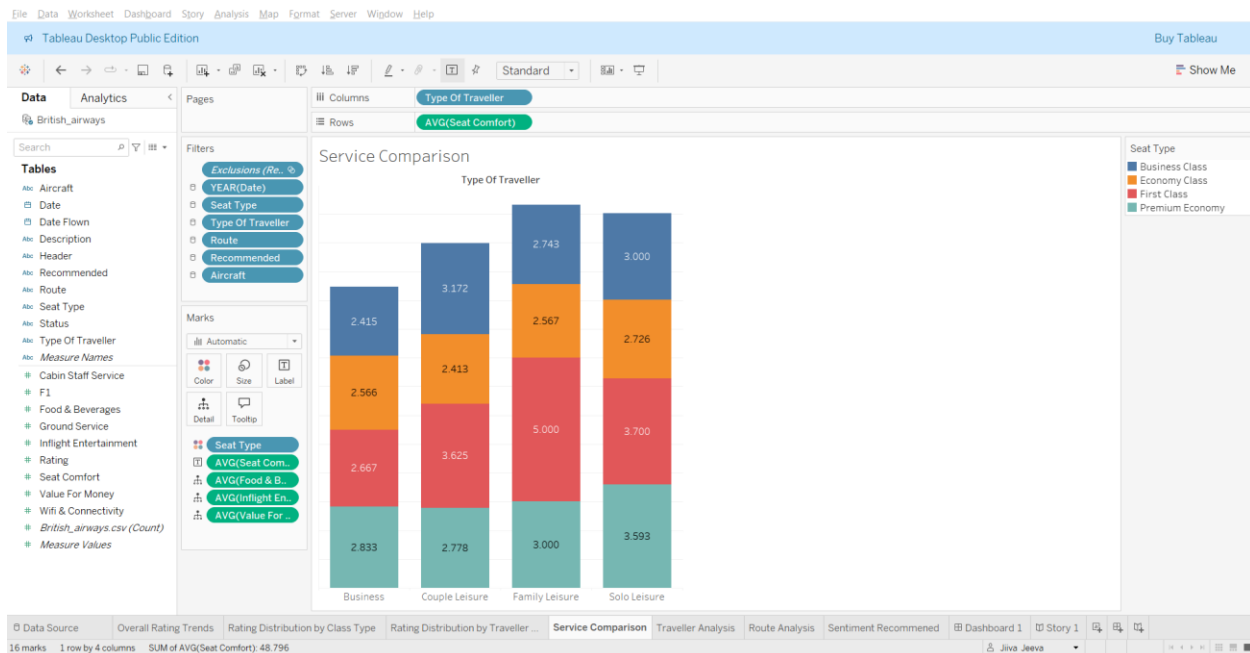 File Data Worksheet Dashboard Story Analysis Map Format Server Window Help
Tableau Desktop Public Edition Buy Tableau
Standard Show Me
Data Analytics
British_airways
Search
Tables
Abc Aircraft
Date
Date Flown
Abc Description
Abc Header
Abc Recommended
Abc Route
Abc Seat Type
Abc Status
Abc Type Of Traveller
Abc Measure Names
# Cabin Staff Service
# F1
# Food & Beverages
# Ground Service
# Inflight Entertainment
# Rating
# Seat Comfort
# Value For Money
# Wifi & Connectivity
# British_airways.csv (Count)
# Measure Values
Pages
Filters
Exclusions (Re..
YEAR(Date)
Seat Type
Type Of Traveller
Route
Recommended
Aircraft
Marks
Automatic
Color Size Label
Detail Tooltip
Seat Type
AVG(Seat Com..
AVG(Food & B..
AVG(Inflight En..
AVG(Value For ..
Columns Type Of Traveller
Rows AVG(Seat Comfort)
Service Comparison
Type Of Traveller
2.415 3.172 2.743 3.000
2.566 2.413 2.567 2.726
2.667 3.625 5.000 3.700
2.833 2.778 3.000 3.593
Business Couple Leisure Family Leisure Solo Leisure
Seat Type
Business Class
Economy Class
First Class
Premium Economy
Data Source Overall Rating Trends Rating Distribution by Class Type Rating Distribution by Traveller ... Service Comparison Traveller Analysis Route Analysis Sentiment Recommened Dashboard 1 Story 1
16 marks 1 row by 4 columns SUM of AVG(Seat Comfort): 48.796 Jiiva Jeeva